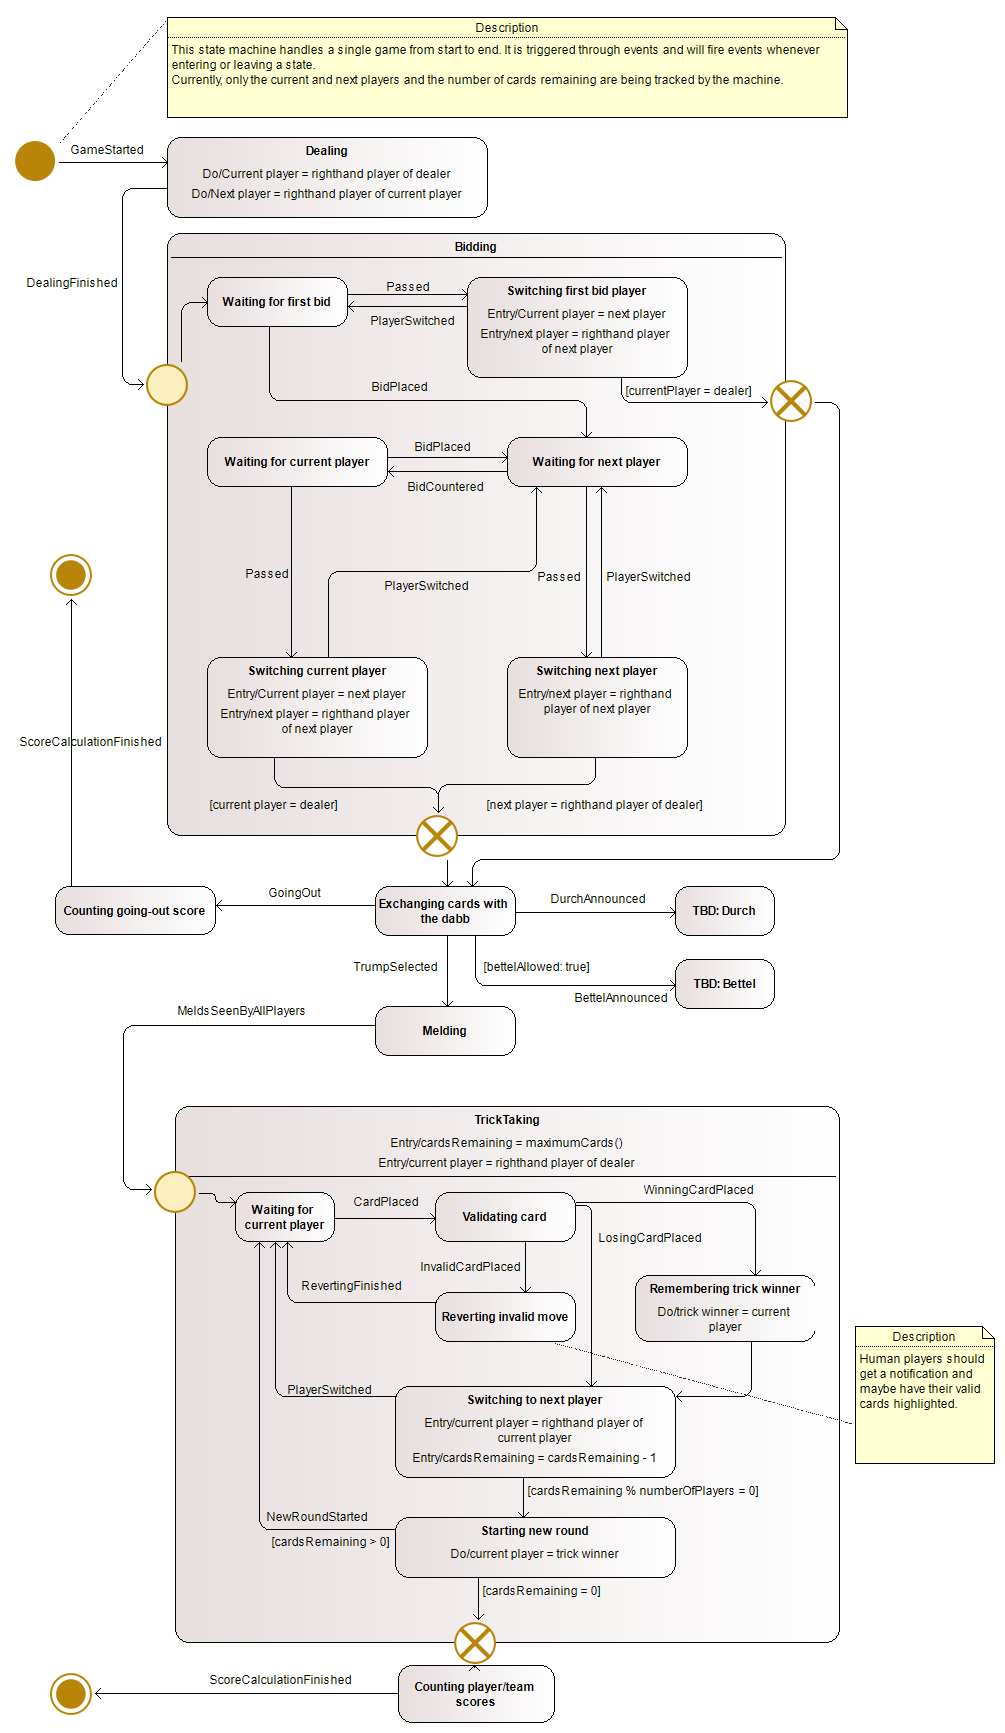 Description
This state machine handles a single game from start to end. It is triggered through events and will fire events whenever
entering or leaving a state.
Currently, only the current and next players and the number of cards remaining are being tracked by the machine.
GameStarted
Dealing
Do/Current player = righthand player of dealer
Do/Next player = righthand player of current player
DealingFinished
Bidding
Waiting for first bid
Passed
PlayerSwitched
Switching first bid player
Entry/Current player = next player
Entry/next player = righthand player
of next player
BidPlaced
[currentPlayer = dealer]
Waiting for current player
BidPlaced
BidCountered
Waiting for next player
Passed
PlayerSwitched
Passed
PlayerSwitched
Switching current player
Entry/Current player = next player
Entry/next player = righthand player
of next player
Switching next player
Entry/next player = righthand
player of next player
ScoreCalculationFinished
[current player = dealer]
[next player = righthand player of dealer]
Counting going-out score
GoingOut
Exchanging cards with
the dabb
DurchAnnounced
TBD: Durch
TrumpSelected
[bettelAllowed: true]
BettelAnnounced
TBD: Bettel
MeldsSeenByAllPlayers
Melding
TrickTaking
Entry/cardsRemaining = maximumCards()
Entry/current player = righthand player of dealer
Waiting for
current player
CardPlaced
Validating card
WinningCardPlaced
LosingCardPlaced
InvalidCardPlaced
RevertingFinished
Reverting invalid move
Remembering trick winner
Do/trick winner = current
player
Description
Human players should
get a notification and
maybe have their valid
cards highlighted.
PlayerSwitched
Switching to next player
Entry/current player = righthand player of
current player
Entry/cardsRemaining = cardsRemaining - 1
[cardsRemaining % numberOfPlayers = 0]
NewRoundStarted
[cardsRemaining > 0]
Starting new round
Do/current player = trick winner
[cardsRemaining = 0]
ScoreCalculationFinished
Counting player/team
scores